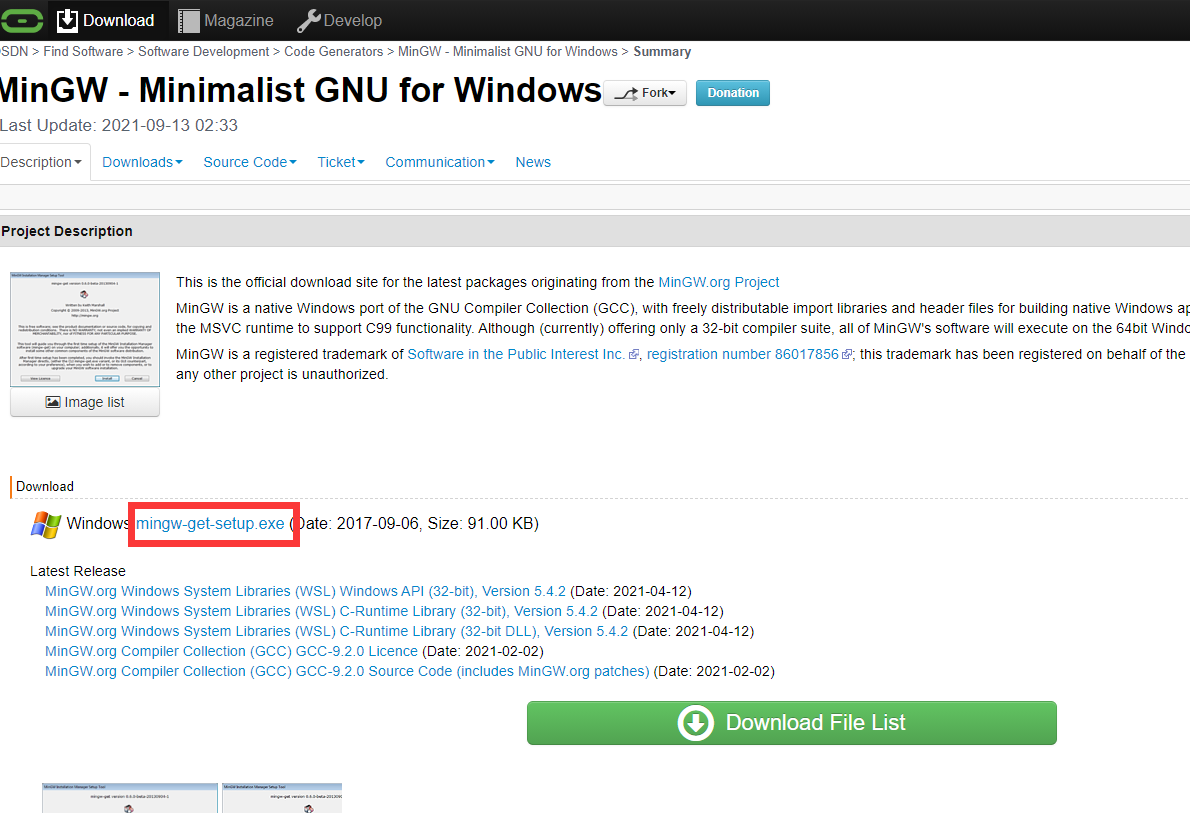 Download Magazine Develop
SDN > Find Software > Software Development > Code Generators > MinGW - Minimalist GNU for Windows > Summary
MinGW - Minimalist GNU for Windows Fork Donation
Last Update: 2021-09-13 02:33
Description Downloads Source Code Ticket Communication News
Project Description
This is the official download site for the latest packages originating from the MinGW.org Project
MinGW is a native Windows port of the GNU Compiler Collection (GCC), with freely distributable import libraries and header files for building native Windows ap
the MSVC runtime to support C99 functionality. Although (currently) offering only a 32-bit compiler suite, all of MinGW's software will execute on the 64bit Windo
MinGW is a registered trademark of Software in the Public Interest Inc. , registration number 86017856 ; this trademark has been registered on behalf of the
any other project is unauthorized.
Image list
Download
Windows mingw-get-setup.exe (Date: 2017-09-06, Size: 91.00 KB)
Latest Release
MinGW.org Windows System Libraries (WSL) Windows API (32-bit), Version 5.4.2 (Date: 2021-04-12)
MinGW.org Windows System Libraries (WSL) C-Runtime Library (32-bit), Version 5.4.2 (Date: 2021-04-12)
MinGW.org Windows System Libraries (WSL) C-Runtime Library (32-bit DLL), Version 5.4.2 (Date: 2021-04-12)
MinGW.org Compiler Collection (GCC) GCC-9.2.0 Licence (Date: 2021-02-02)
MinGW.org Compiler Collection (GCC) GCC-9.2.0 Source Code (includes MinGW.org patches) (Date: 2021-02-02)
Download File List